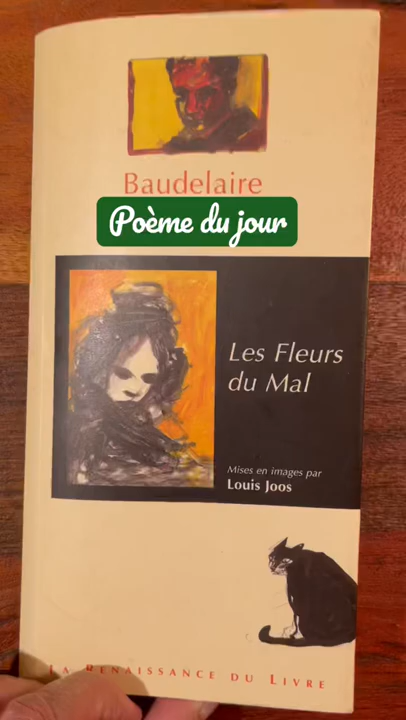 Baudelaire
Poème du jour
Les Fleurs
du Mal
Mises en images par
Louis Joos
La Renaissance du Livre